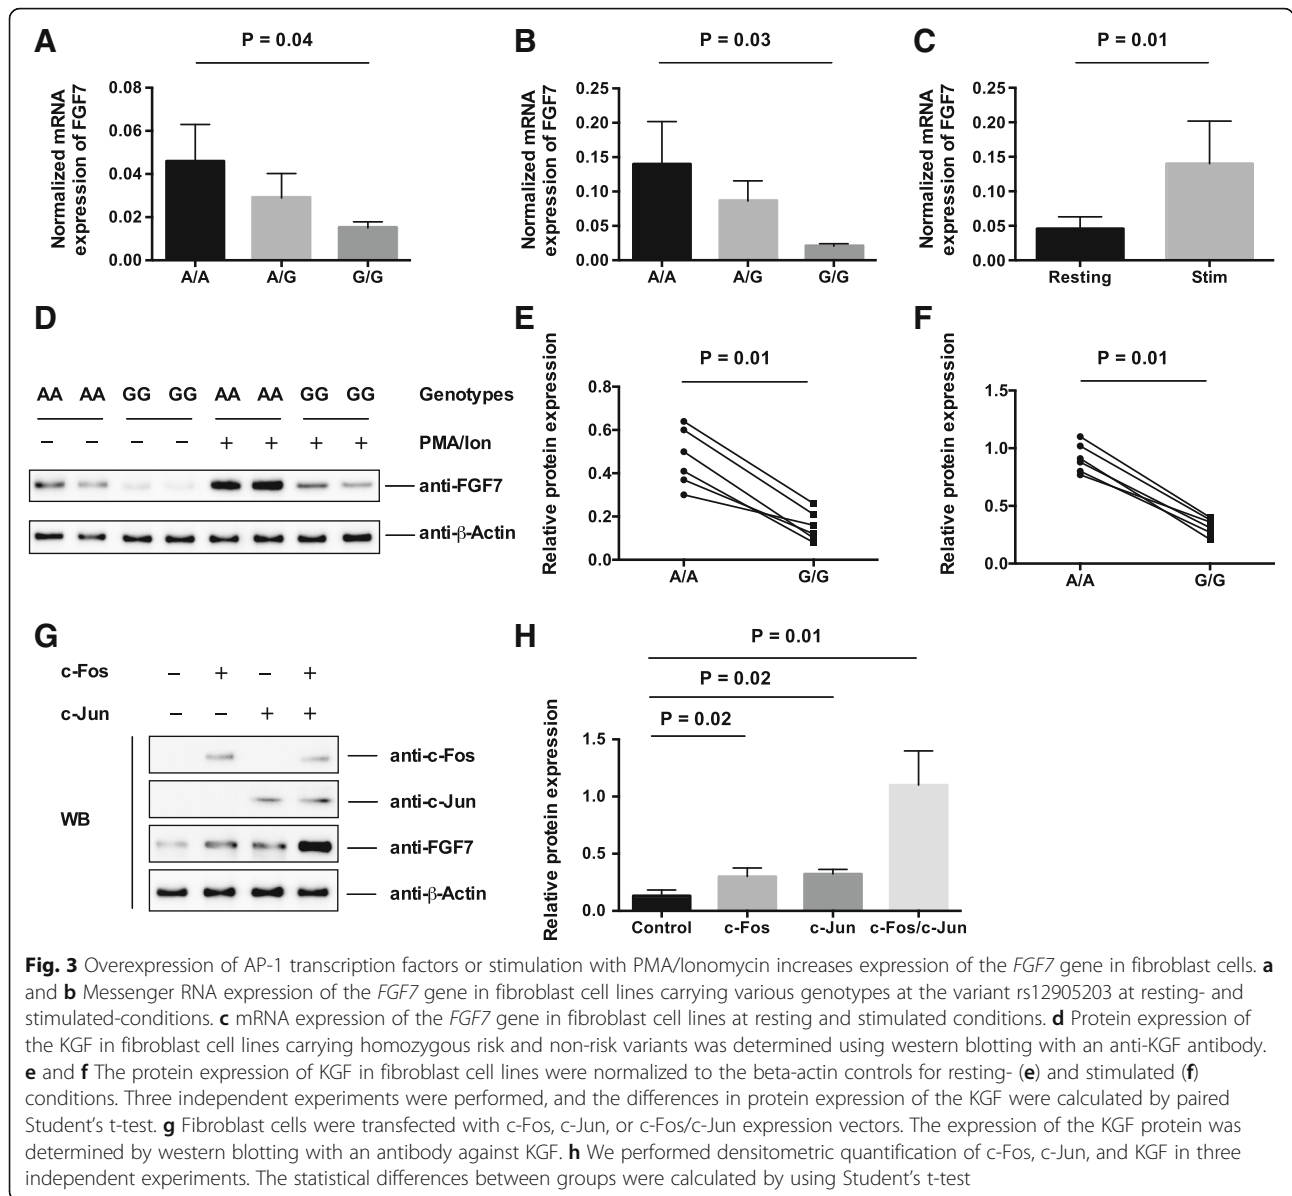 A
P = 0.04
Normalized mRNA
expression of FGF7
0.08
0.06
0.04
0.02
0.00
A/A A/G G/G
B
P = 0.03
Normalized mRNA
expression of FGF7
0.25
0.20
0.15
0.10
0.05
0.00
A/A A/G G/G
C
P = 0.01
Normalized mRNA
expression of FGF7
0.25
0.20
0.15
0.10
0.05
0.00
Resting Stim
D
AA AA GG GG AA AA GG GG Genotypes
− − − − + + + + PMA/Ion
anti-FGF7
anti-β-Actin
E
P = 0.01
Relative protein expression
0.8
0.6
0.4
0.2
0.0
A/A G/G
F
P = 0.01
Relative protein expression
1.5
1.0
0.5
0.0
A/A G/G
G
c-Fos − + − +
c-Jun − − + +
WB
anti-c-Fos
anti-c-Jun
anti-FGF7
anti-β-Actin
H
P = 0.01
P = 0.02
P = 0.02
Relative protein expression
1.5
1.0
0.5
0.0
Control c-Fos c-Jun c-Fos/c-Jun
Fig. 3 Overexpression of AP-1 transcription factors or stimulation with PMA/Ionomycin increases expression of the FGF7 gene in fibroblast cells. a
and b Messenger RNA expression of the FGF7 gene in fibroblast cell lines carrying various genotypes at the variant rs12905203 at resting- and
stimulated-conditions. c mRNA expression of the FGF7 gene in fibroblast cell lines at resting and stimulated conditions. d Protein expression of
the KGF in fibroblast cell lines carrying homozygous risk and non-risk variants was determined using western blotting with an anti-KGF antibody.
e and f The protein expression of KGF in fibroblast cell lines were normalized to the beta-actin controls for resting- (e) and stimulated (f)
conditions. Three independent experiments were performed, and the differences in protein expression of the KGF were calculated by paired
Student's t-test. g Fibroblast cells were transfected with c-Fos, c-Jun, or c-Fos/c-Jun expression vectors. The expression of the KGF protein was
determined by western blotting with an antibody against KGF. h We performed densitometric quantification of c-Fos, c-Jun, and KGF in three
independent experiments. The statistical differences between groups were calculated by using Student's t-test